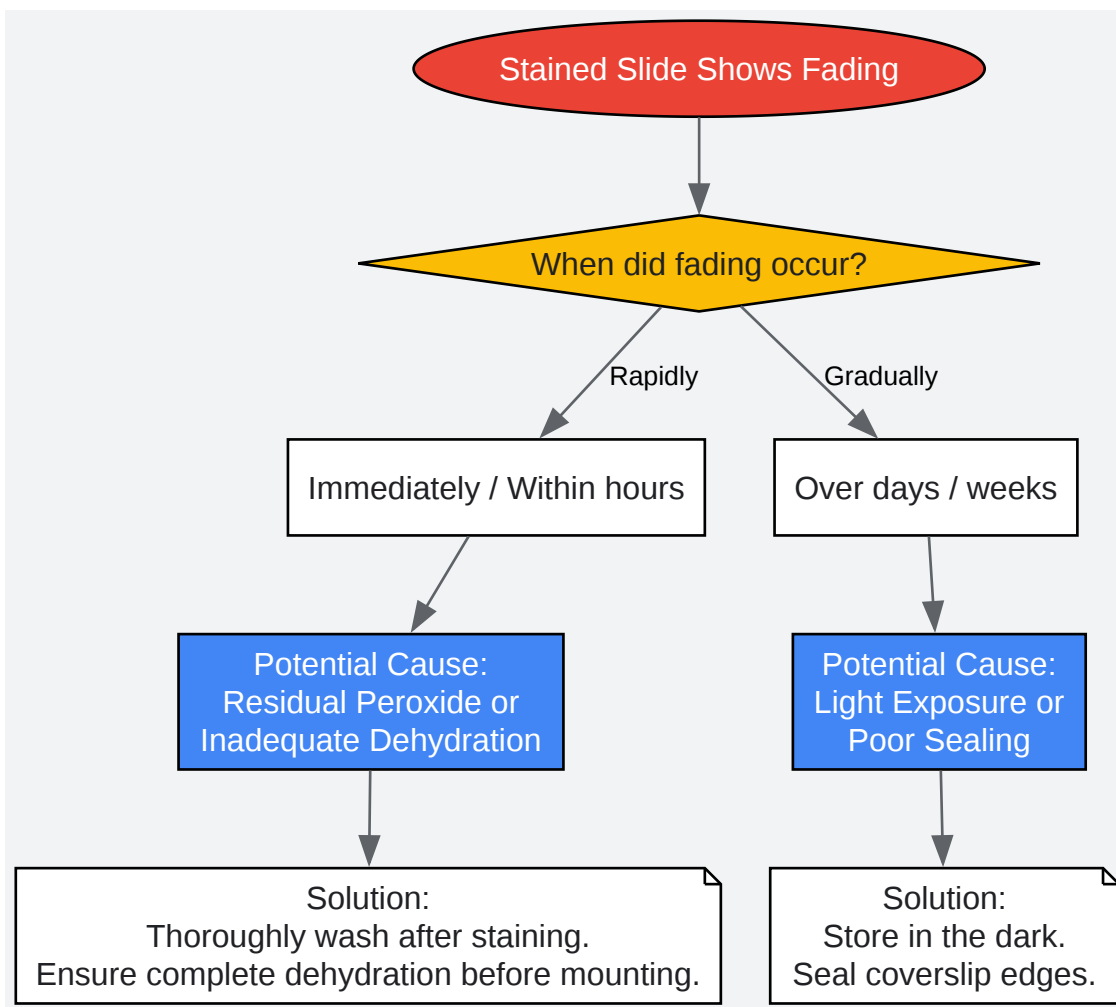 Stained Slide Shows Fading
When did fading occur?
Rapidly
Gradually
Immediately / Within hours
Over days / weeks
Potential Cause:
Residual Peroxide or
Inadequate Dehydration
Potential Cause:
Light Exposure or
Poor Sealing
Solution:
Thoroughly wash after staining.
Ensure complete dehydration before mounting.
Solution:
Store in the dark.
Seal coverslip edges.